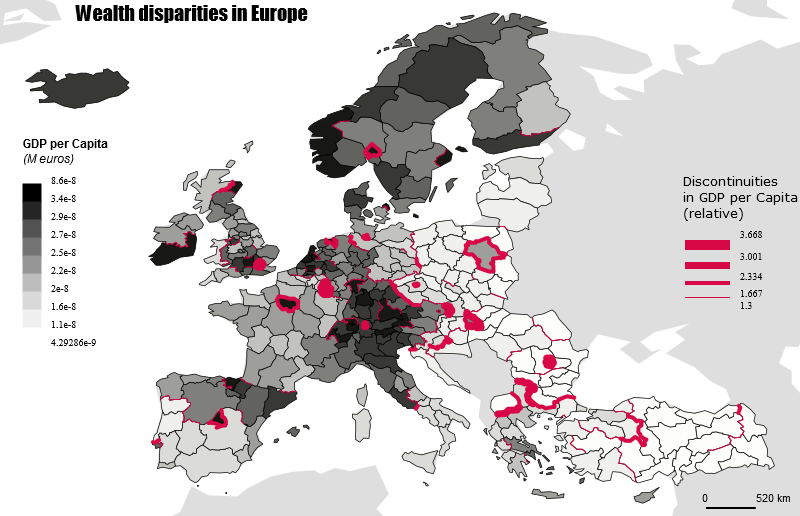 Wealth disparities in Europe
GDP per Capita
(M euros)
8.6e-8
3.4e-8
2.9e-8
2.7e-8
2.5e-8
2.2e-8
2e-8
1.6e-8
1.1e-8
4.29286e-9
Discontinuities
in GDP per Capita
(relative)
3.668
3.001
2.334
1.667
1.3
0 520 km